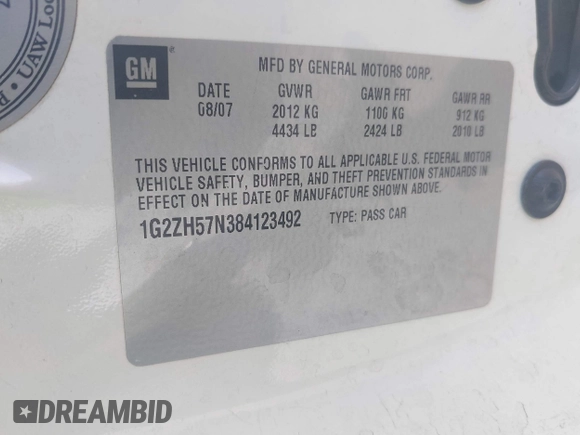 UAW Loc
GM
MFD BY GENERAL MOTORS CORP.
DATE GVWR GAWR FRT GAWR RR
08/07 2012 KG 1100 KG 912 KG
4434 LB 2424 LB 2010 LB
THIS VEHICLE CONFORMS TO ALL APPLICABLE U.S. FEDERAL MOTOR
VEHICLE SAFETY, BUMPER, AND THEFT PREVENTION STANDARDS IN
EFFECT ON THE DATE OF MANUFACTURE SHOWN ABOVE.
1G2ZH57N384123492 TYPE: PASS CAR
DREAMBID